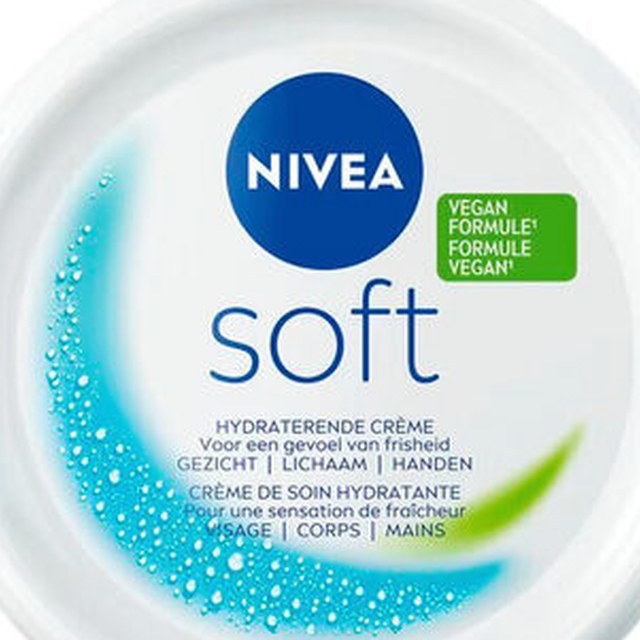 NIVEA
VEGAN
FORMULE¹
FORMULE
VEGAN¹
soft
HYDRATERENDE CRÈME
Voor een gevoel van frisheid
GEZICHT | LICHAAM | HANDEN
CRÈME DE SOIN HYDRATANTE
Pour une sensation de fraîcheur
VISAGE | CORPS | MAINS